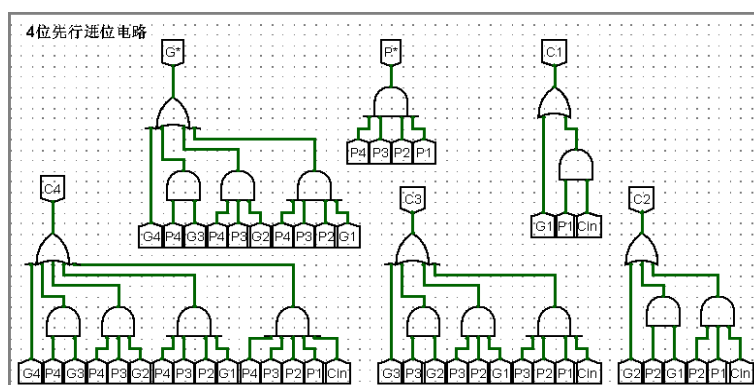 4位先行进位电路
G* P* C1
P4 P3 P2 P1
C4 C3 C2
G4 P4 G3 P4 P3 G2 P4 P3 P2 G1
G1 P1 Cin
G4 P4 G3 P4 P3 G2 P4 P3 P2 G1 P4 P3 P2 P1 Cin
G3 P3 G2 P3 P2 G1 P3 P2 P1 Cin
G2 P2 G1 P2 P1 Cin